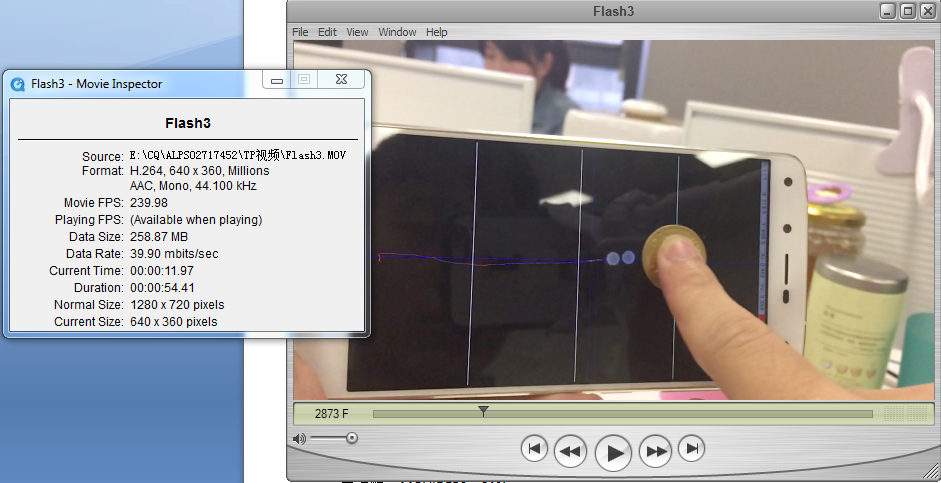 Flash3
File Edit View Window Help
Flash3 - Movie Inspector
Flash3
Source: E:\CQ\ALPS02717452\TP视频\Flash3.MOV
Format: H.264, 640 x 360, Millions
AAC, Mono, 44.100 kHz
Movie FPS: 239.98
Playing FPS: (Available when playing)
Data Size: 258.87 MB
Data Rate: 39.90 mbits/sec
Current Time: 00:00:11.97
Duration: 00:00:54.41
Normal Size: 1280 x 720 pixels
Current Size: 640 x 360 pixels
2873 F